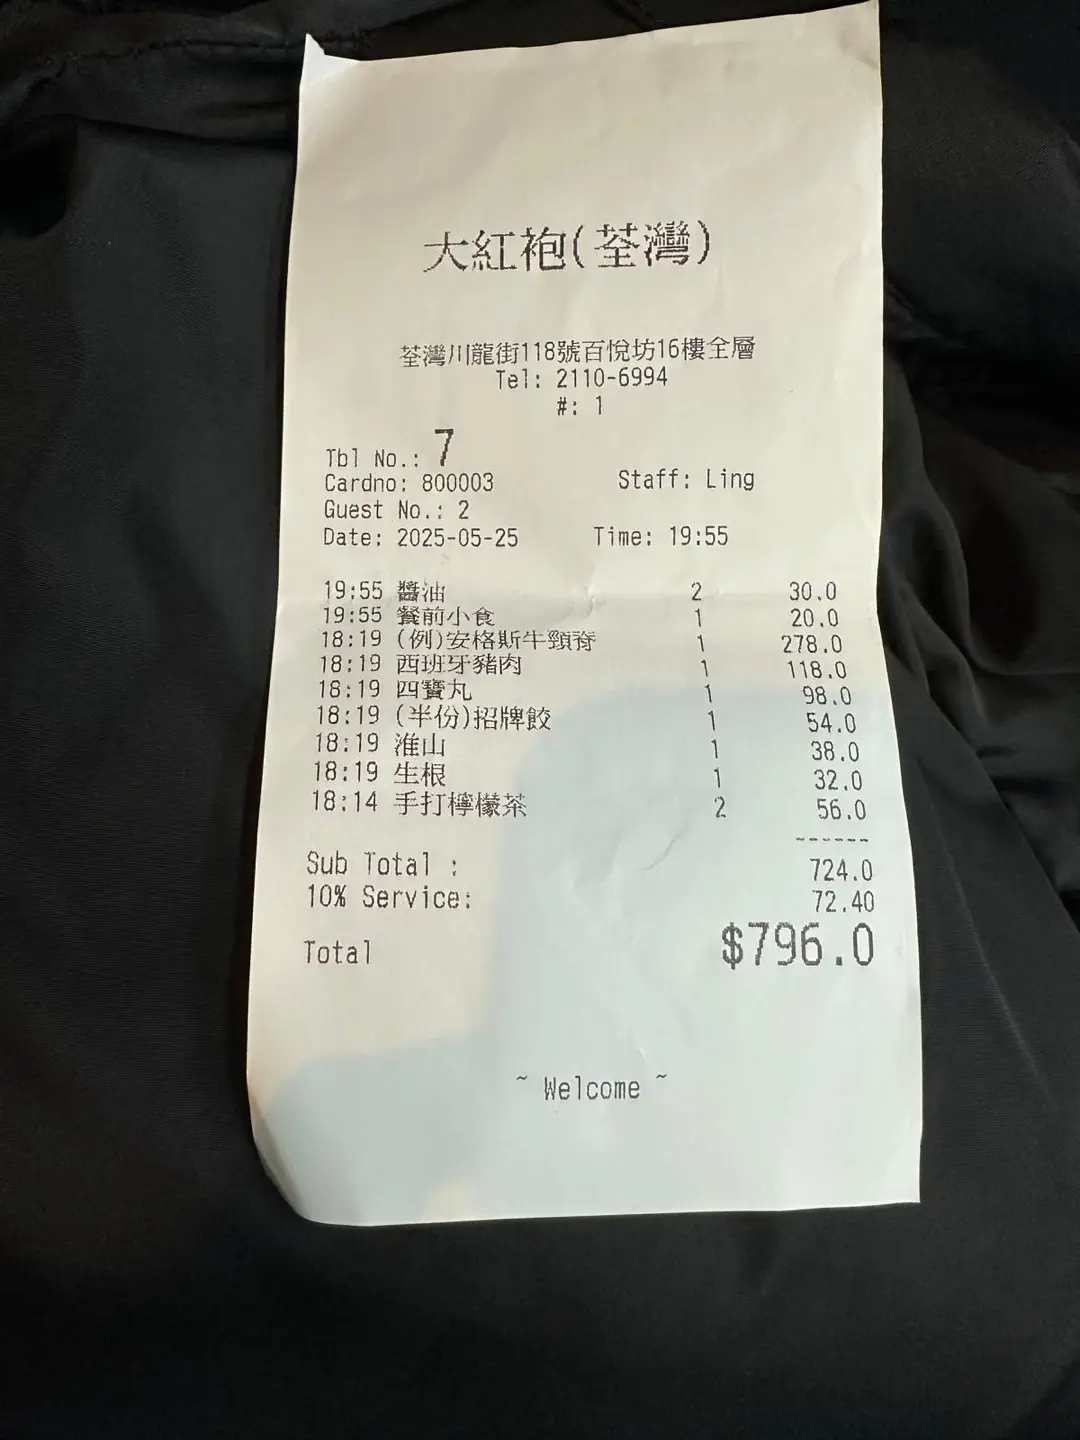 大紅袍(荃灣)
荃灣川龍街118號百悅坊16樓全層
Tel: 2110-6994
#: 1
Tbl No.: 7
Cardno: 800003 Staff: Ling
Guest No.: 2
Date: 2025-05-25 Time: 19:55
19:55 醬油 2 30.0
19:55 餐前小食 1 20.0
18:19 (例)安格斯牛頸脊 1 278.0
18:19 西班牙豬肉 1 118.0
18:19 四寶丸 1 98.0
18:19 (半份)招牌餃 1 54.0
18:19 淮山 1 38.0
18:19 生根 1 32.0
18:14 手打檸檬茶 2 56.0
------
Sub Total : 724.0
10% Service: 72.40
Total $796.0
~ Welcome ~